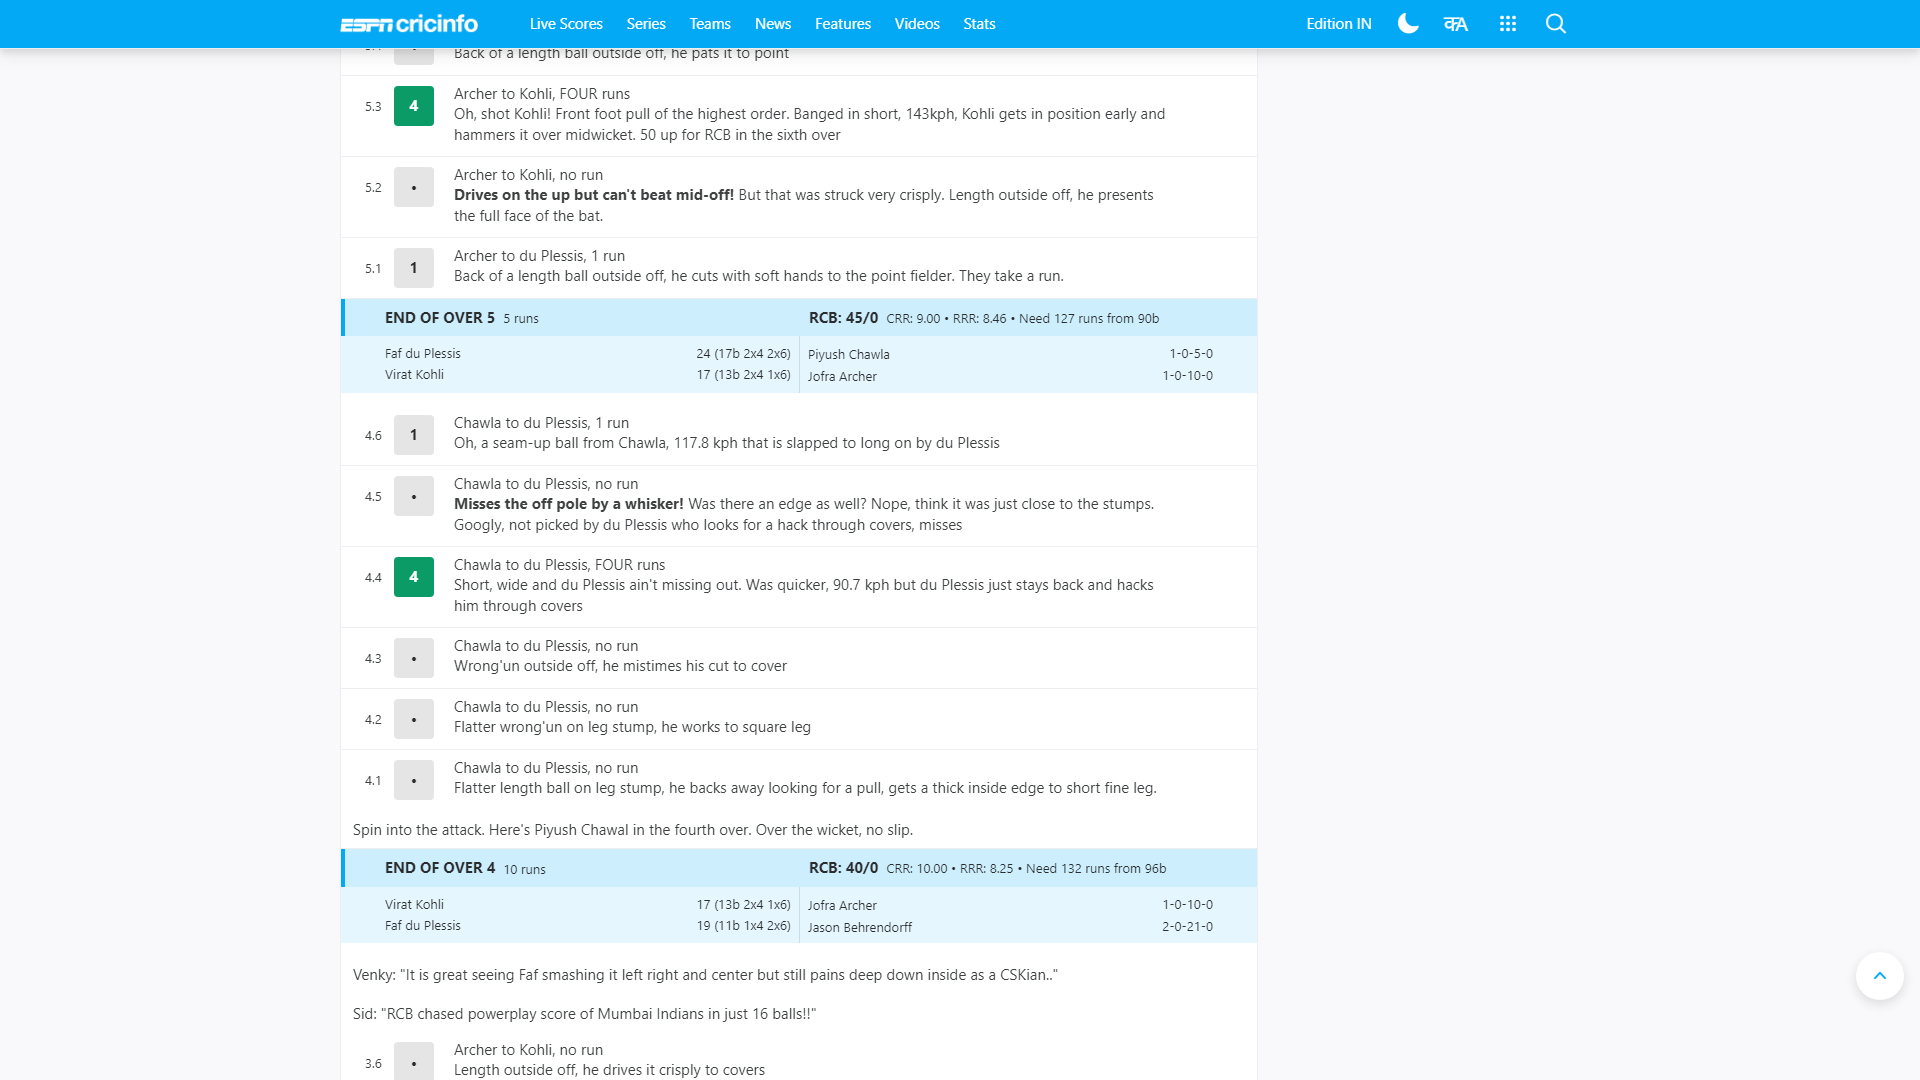 ESPN cricinfo Live Scores Series Teams News Features Videos Stats Edition IN
Back of a length ball outside off, he pats it to point
5.3 4 Archer to Kohli, FOUR runs
Oh, shot Kohli! Front foot pull of the highest order. Banged in short, 143kph, Kohli gets in position early and
hammers it over midwicket. 50 up for RCB in the sixth over
5.2 • Archer to Kohli, no run
Drives on the up but can't beat mid-off! But that was struck very crisply. Length outside off, he presents
the full face of the bat.
5.1 1 Archer to du Plessis, 1 run
Back of a length ball outside off, he cuts with soft hands to the point fielder. They take a run.
END OF OVER 5 5 runs RCB: 45/0 CRR: 9.00 • RRR: 8.46 • Need 127 runs from 90b
Faf du Plessis 24 (17b 2x4 2x6) Piyush Chawla 1-0-5-0
Virat Kohli 17 (13b 2x4 1x6) Jofra Archer 1-0-10-0
4.6 1 Chawla to du Plessis, 1 run
Oh, a seam-up ball from Chawla, 117.8 kph that is slapped to long on by du Plessis
4.5 • Chawla to du Plessis, no run
Misses the off pole by a whisker! Was there an edge as well? Nope, think it was just close to the stumps.
Googly, not picked by du Plessis who looks for a hack through covers, misses
4.4 4 Chawla to du Plessis, FOUR runs
Short, wide and du Plessis ain't missing out. Was quicker, 90.7 kph but du Plessis just stays back and hacks
him through covers
4.3 • Chawla to du Plessis, no run
Wrong'un outside off, he mistimes his cut to cover
4.2 • Chawla to du Plessis, no run
Flatter wrong'un on leg stump, he works to square leg
4.1 • Chawla to du Plessis, no run
Flatter length ball on leg stump, he backs away looking for a pull, gets a thick inside edge to short fine leg.
Spin into the attack. Here's Piyush Chawal in the fourth over. Over the wicket, no slip.
END OF OVER 4 10 runs RCB: 40/0 CRR: 10.00 • RRR: 8.25 • Need 132 runs from 96b
Virat Kohli 17 (13b 2x4 1x6) Jofra Archer 1-0-10-0
Faf du Plessis 19 (11b 1x4 2x6) Jason Behrendorff 2-0-21-0
Venky: "It is great seeing Faf smashing it left right and center but still pains deep down inside as a CSKian.."
Sid: "RCB chased powerplay score of Mumbai Indians in just 16 balls!!"
3.6 • Archer to Kohli, no run
Length outside off, he drives it crisply to covers